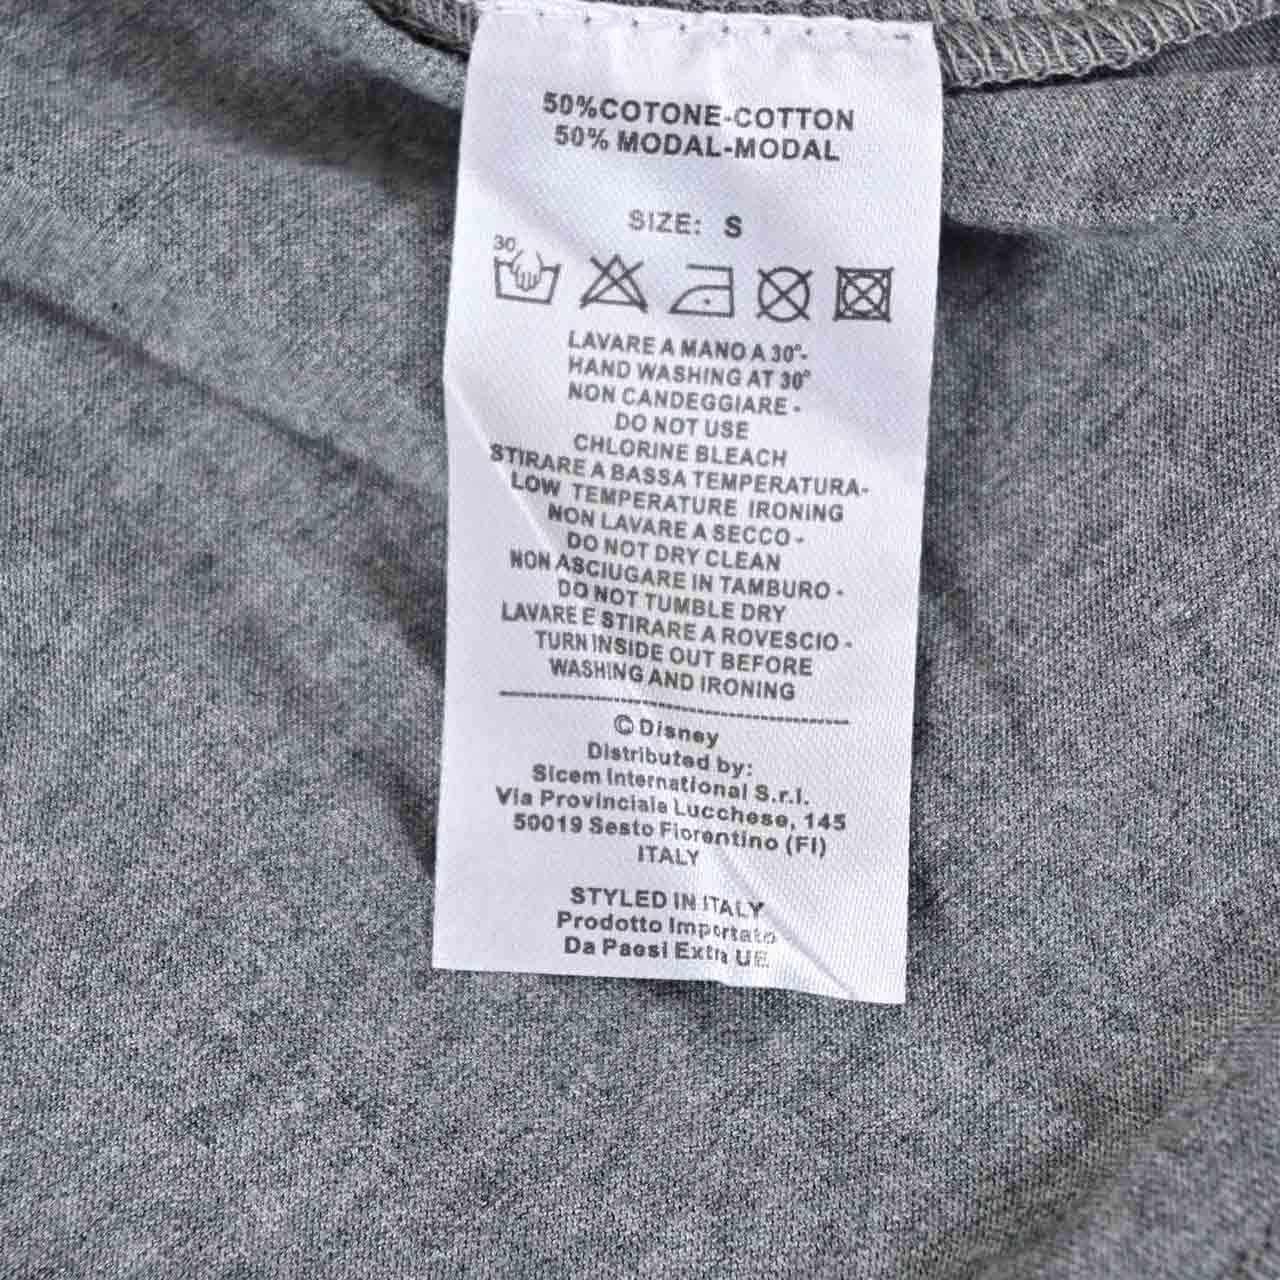 50%COTONE-COTTON
50% MODAL-MODAL
SIZE: S
30
LAVARE A MANO A 30°-
HAND WASHING AT 30°
NON CANDEGGIARE -
DO NOT USE
CHLORINE BLEACH
STIRARE A BASSA TEMPERATURA-
LOW TEMPERATURE IRONING
NON LAVARE A SECCO -
DO NOT DRY CLEAN
NON ASCIUGARE IN TAMBURO -
DO NOT TUMBLE DRY
LAVARE E STIRARE A ROVESCIO -
TURN INSIDE OUT BEFORE
WASHING AND IRONING
© Disney
Distributed by:
Sicem International S.r.l.
Via Provinciale Lucchese, 145
50019 Sesto Fiorentino (FI)
ITALY
STYLED IN ITALY
Prodotto Importato
Da Paesi Extra UE